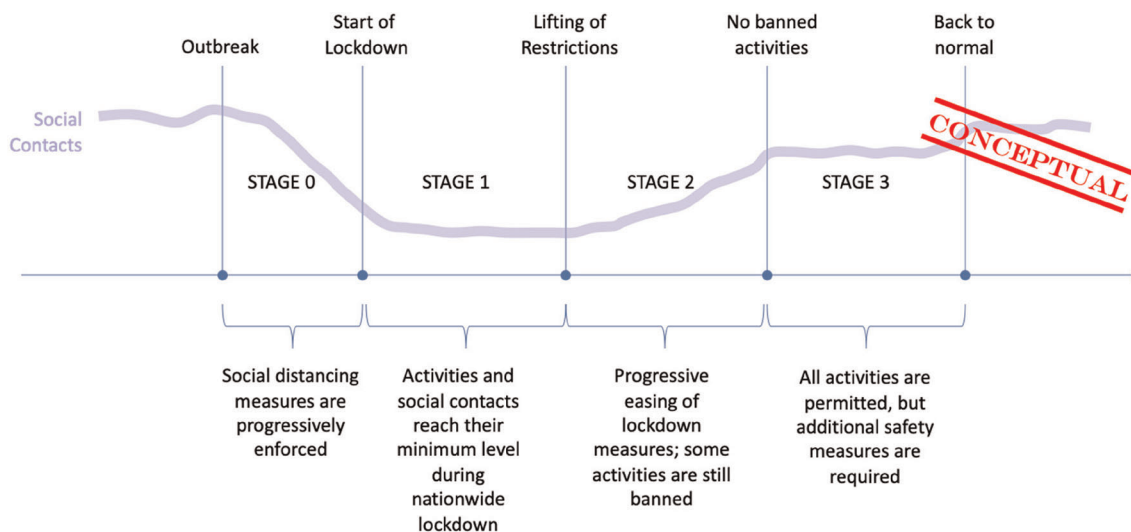 Outbreak
Start of
Lockdown
Lifting of
Restrictions
No banned
activities
Back to
normal
Social
Contacts
CONCEPTUAL
STAGE 0
STAGE 1
STAGE 2
STAGE 3
Social distancing
measures are
progressively
enforced
Activities and
social contacts
reach their
minimum level
during
nationwide
lockdown
Progressive
easing of
lockdown
measures; some
activities are still
banned
All activities are
permitted, but
additional safety
measures are
required